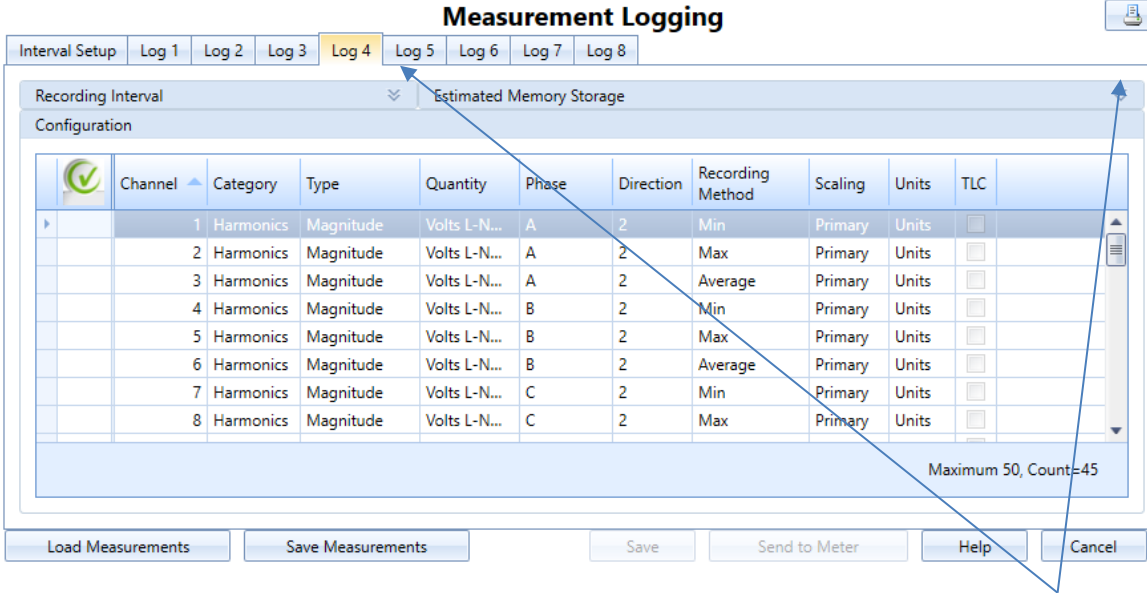 Measurement Logging
Interval Setup Log 1 Log 2 Log 3 Log 4 Log 5 Log 6 Log 7 Log 8
Recording Interval Estimated Memory Storage
Configuration
Channel Category Type Quantity Phase Direction Recording Method Scaling Units TLC
1 Harmonics Magnitude Volts L-N... A 2 Min Primary Units
2 Harmonics Magnitude Volts L-N... A 2 Max Primary Units
3 Harmonics Magnitude Volts L-N... A 2 Average Primary Units
4 Harmonics Magnitude Volts L-N... B 2 Min Primary Units
5 Harmonics Magnitude Volts L-N... B 2 Max Primary Units
6 Harmonics Magnitude Volts L-N... B 2 Average Primary Units
7 Harmonics Magnitude Volts L-N... C 2 Min Primary Units
8 Harmonics Magnitude Volts L-N... C 2 Max Primary Units
Maximum 50, Count=45
Load Measurements Save Measurements Save Send to Meter Help Cancel